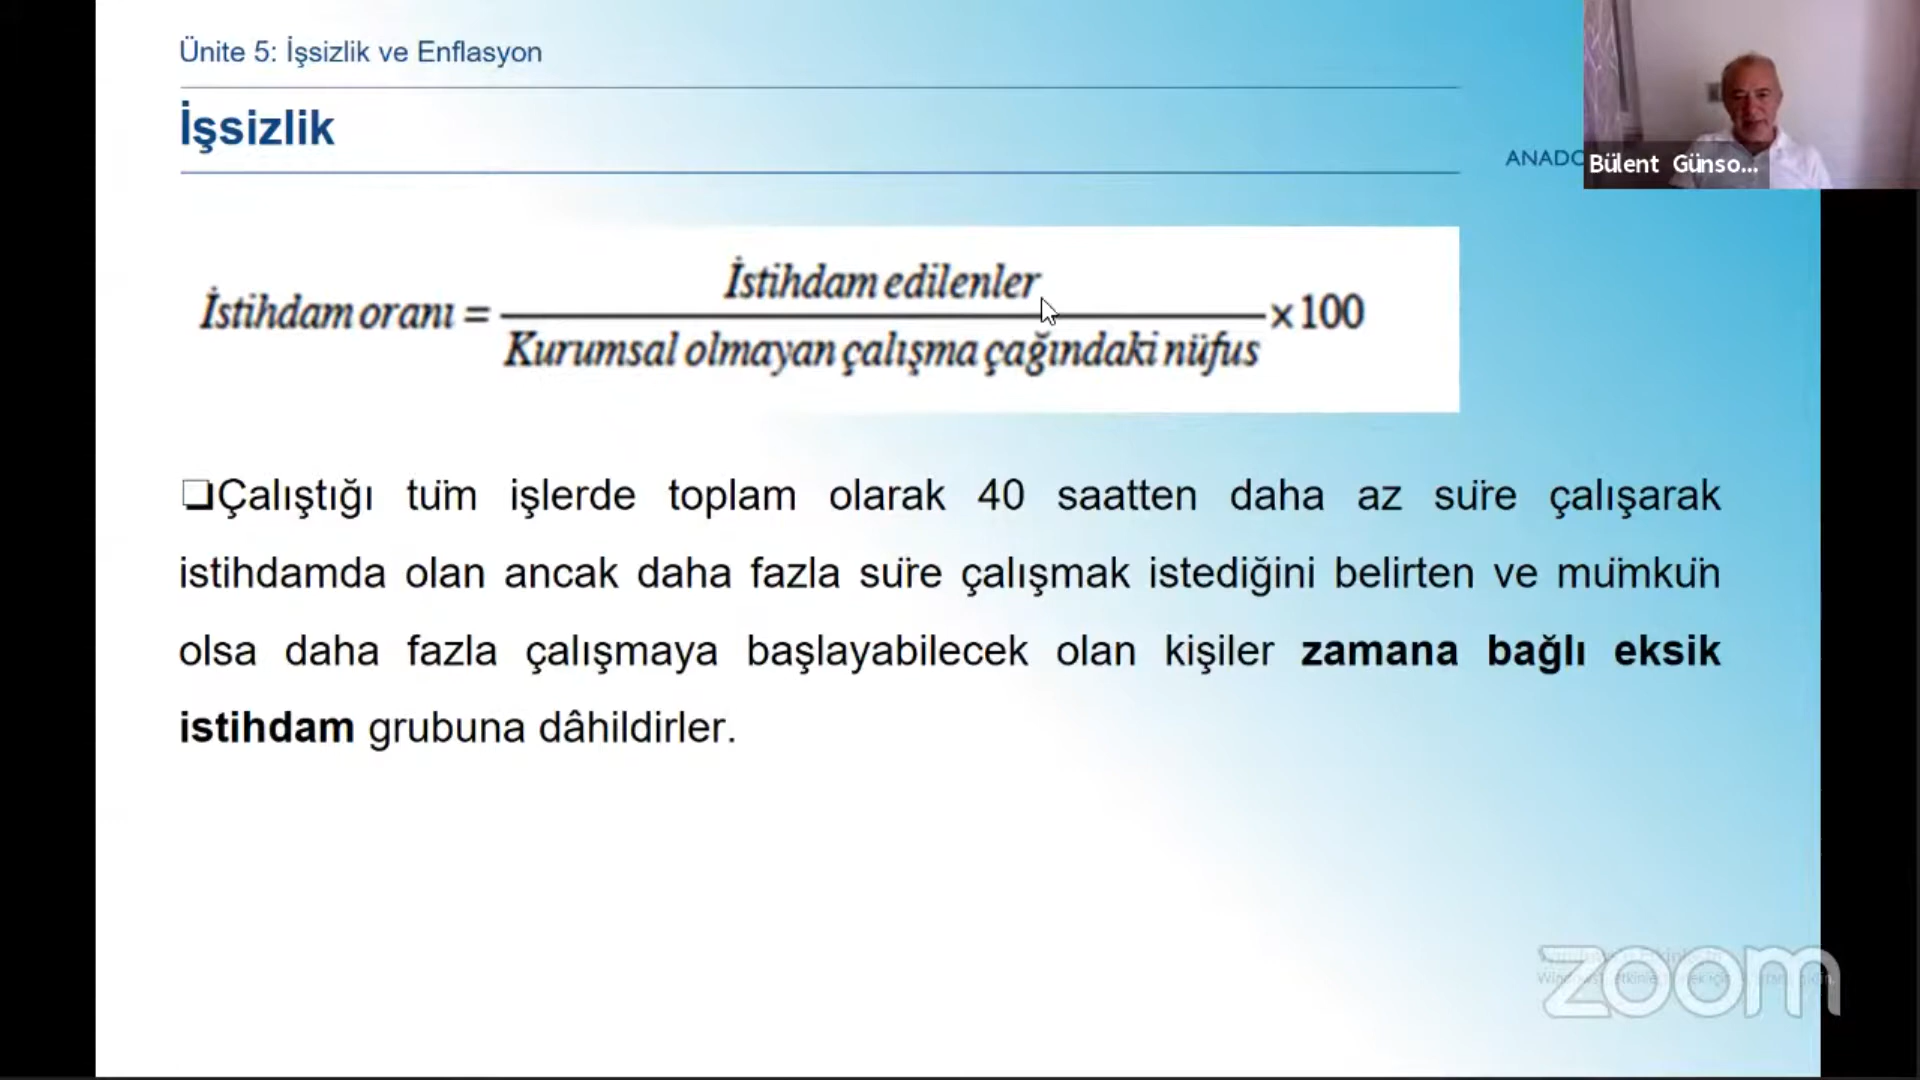 Ünite 5: İşsizlik ve Enflasyon
İşsizlik
ANADO
Bülent Günso...
İstihdam oranı = İstihdam edilenler / Kurumsal olmayan çalışma çağındaki nüfus ×100
❑Çalıştığı tüm işlerde toplam olarak 40 saatten daha az süre çalışarak
istihdamda olan ancak daha fazla süre çalışmak istediğini belirten ve mümkün
olsa daha fazla çalışmaya başlayabilecek olan kişiler zamana bağlı eksik
istihdam grubuna dâhildirler.
zoom